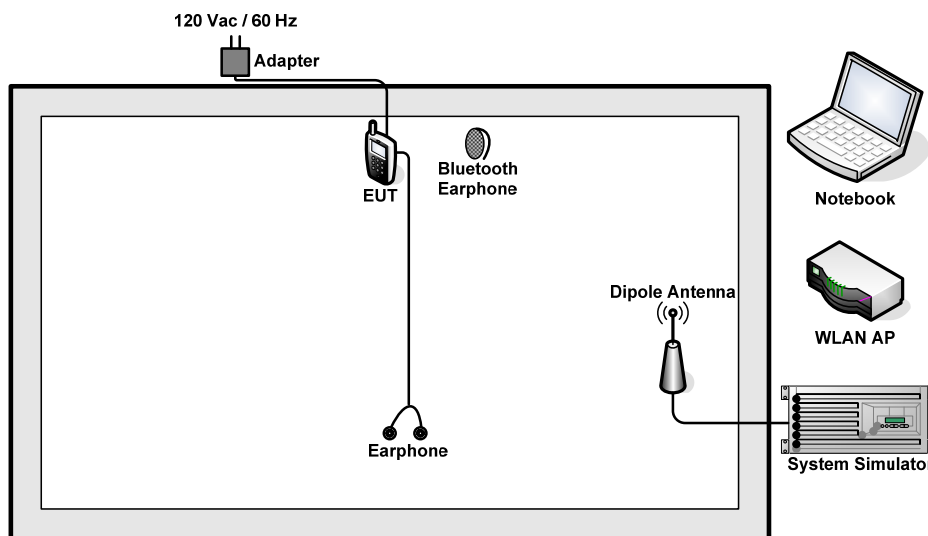 120 Vac / 60 Hz
Adapter
EUT
Bluetooth
Earphone
Notebook
Dipole Antenna
WLAN AP
Earphone
System Simulator